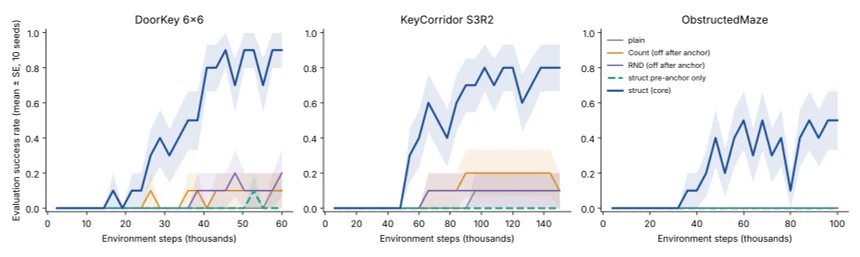 DoorKey 6×6
KeyCorridor S3R2
ObstructedMaze
Evaluation success rate (mean ± SE, 10 seeds)
1.0
0.8
0.6
0.4
0.2
0.0
0 10 20 30 40 50 60
Environment steps (thousands)
1.0
0.8
0.6
0.4
0.2
0.0
0 20 40 60 80 100 120 140
Environment steps (thousands)
1.0
0.8
0.6
0.4
0.2
0.0
plain
Count (off after anchor)
RND (off after anchor)
struct pre-anchor only
struct (core)
0 20 40 60 80 100
Environment steps (thousands)